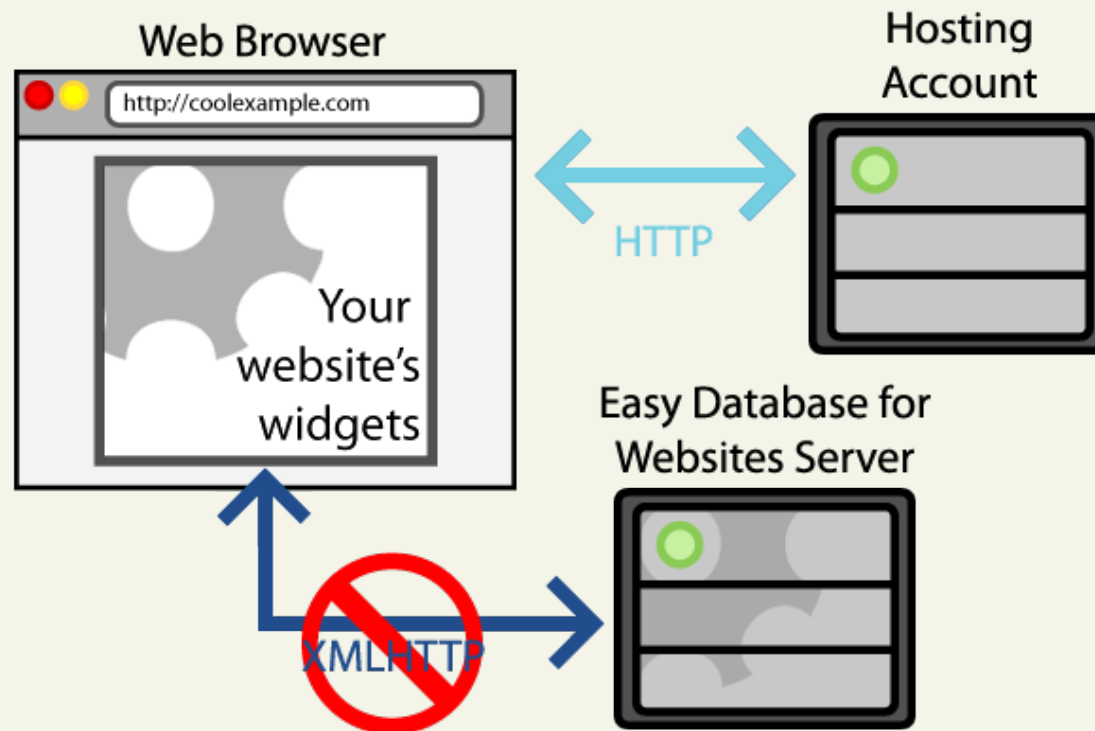 Web Browser
Hosting
Account
http://coolexample.com
HTTP
Your
website's
widgets
Easy Database for
Websites Server
XMLHTTP